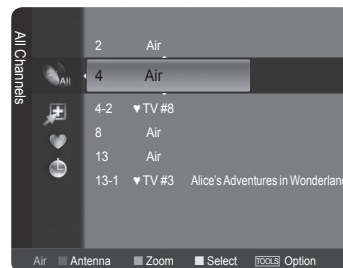 All Channels
2 Air
All
4 Air
4-2 ♥ TV #8
8 Air
13 Air
13-1 ♥ TV #3 Alice's Adventures in Wonderland
Air Antenna Zoom Select TOOLS Option